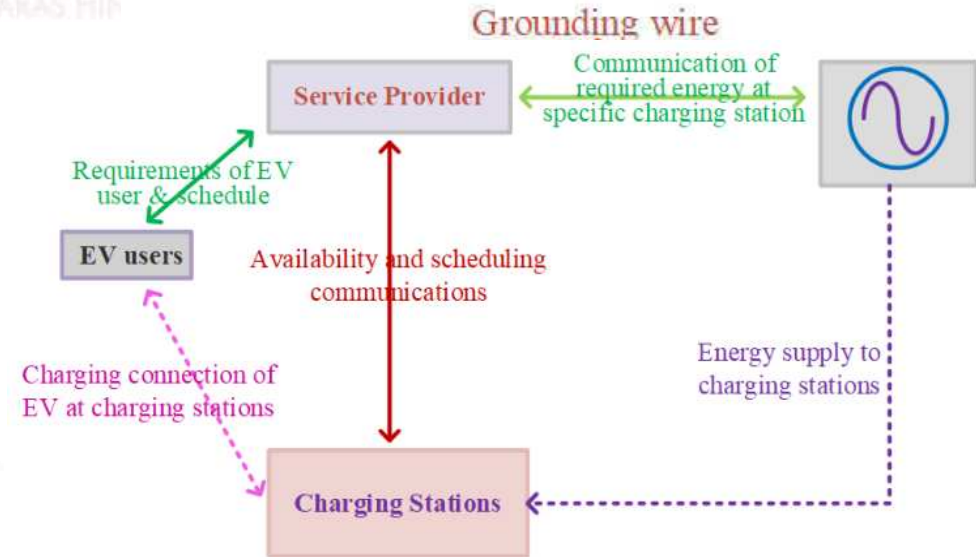 Grounding wire
Communication of
required energy at
specific charging station
Service Provider
Requirements of EV
user & schedule
EV users
Availability and scheduling
communications
Energy supply to
charging stations
Charging connection of
EV at charging stations
Charging Stations